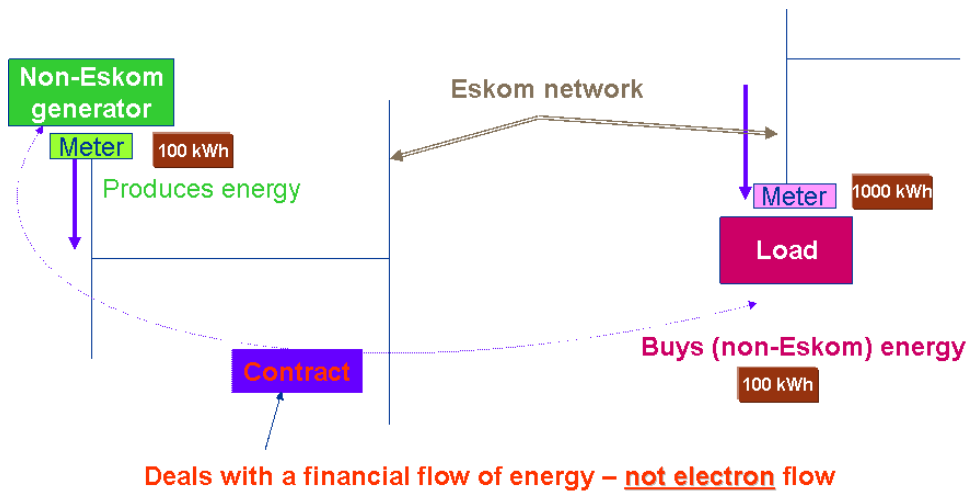 Non-Eskom
generator
Meter
100 kWh
Produces energy
Eskom network
Meter
1000 kWh
Load
Contract
Buys (non-Eskom) energy
100 kWh
Deals with a financial flow of energy – not electron flow